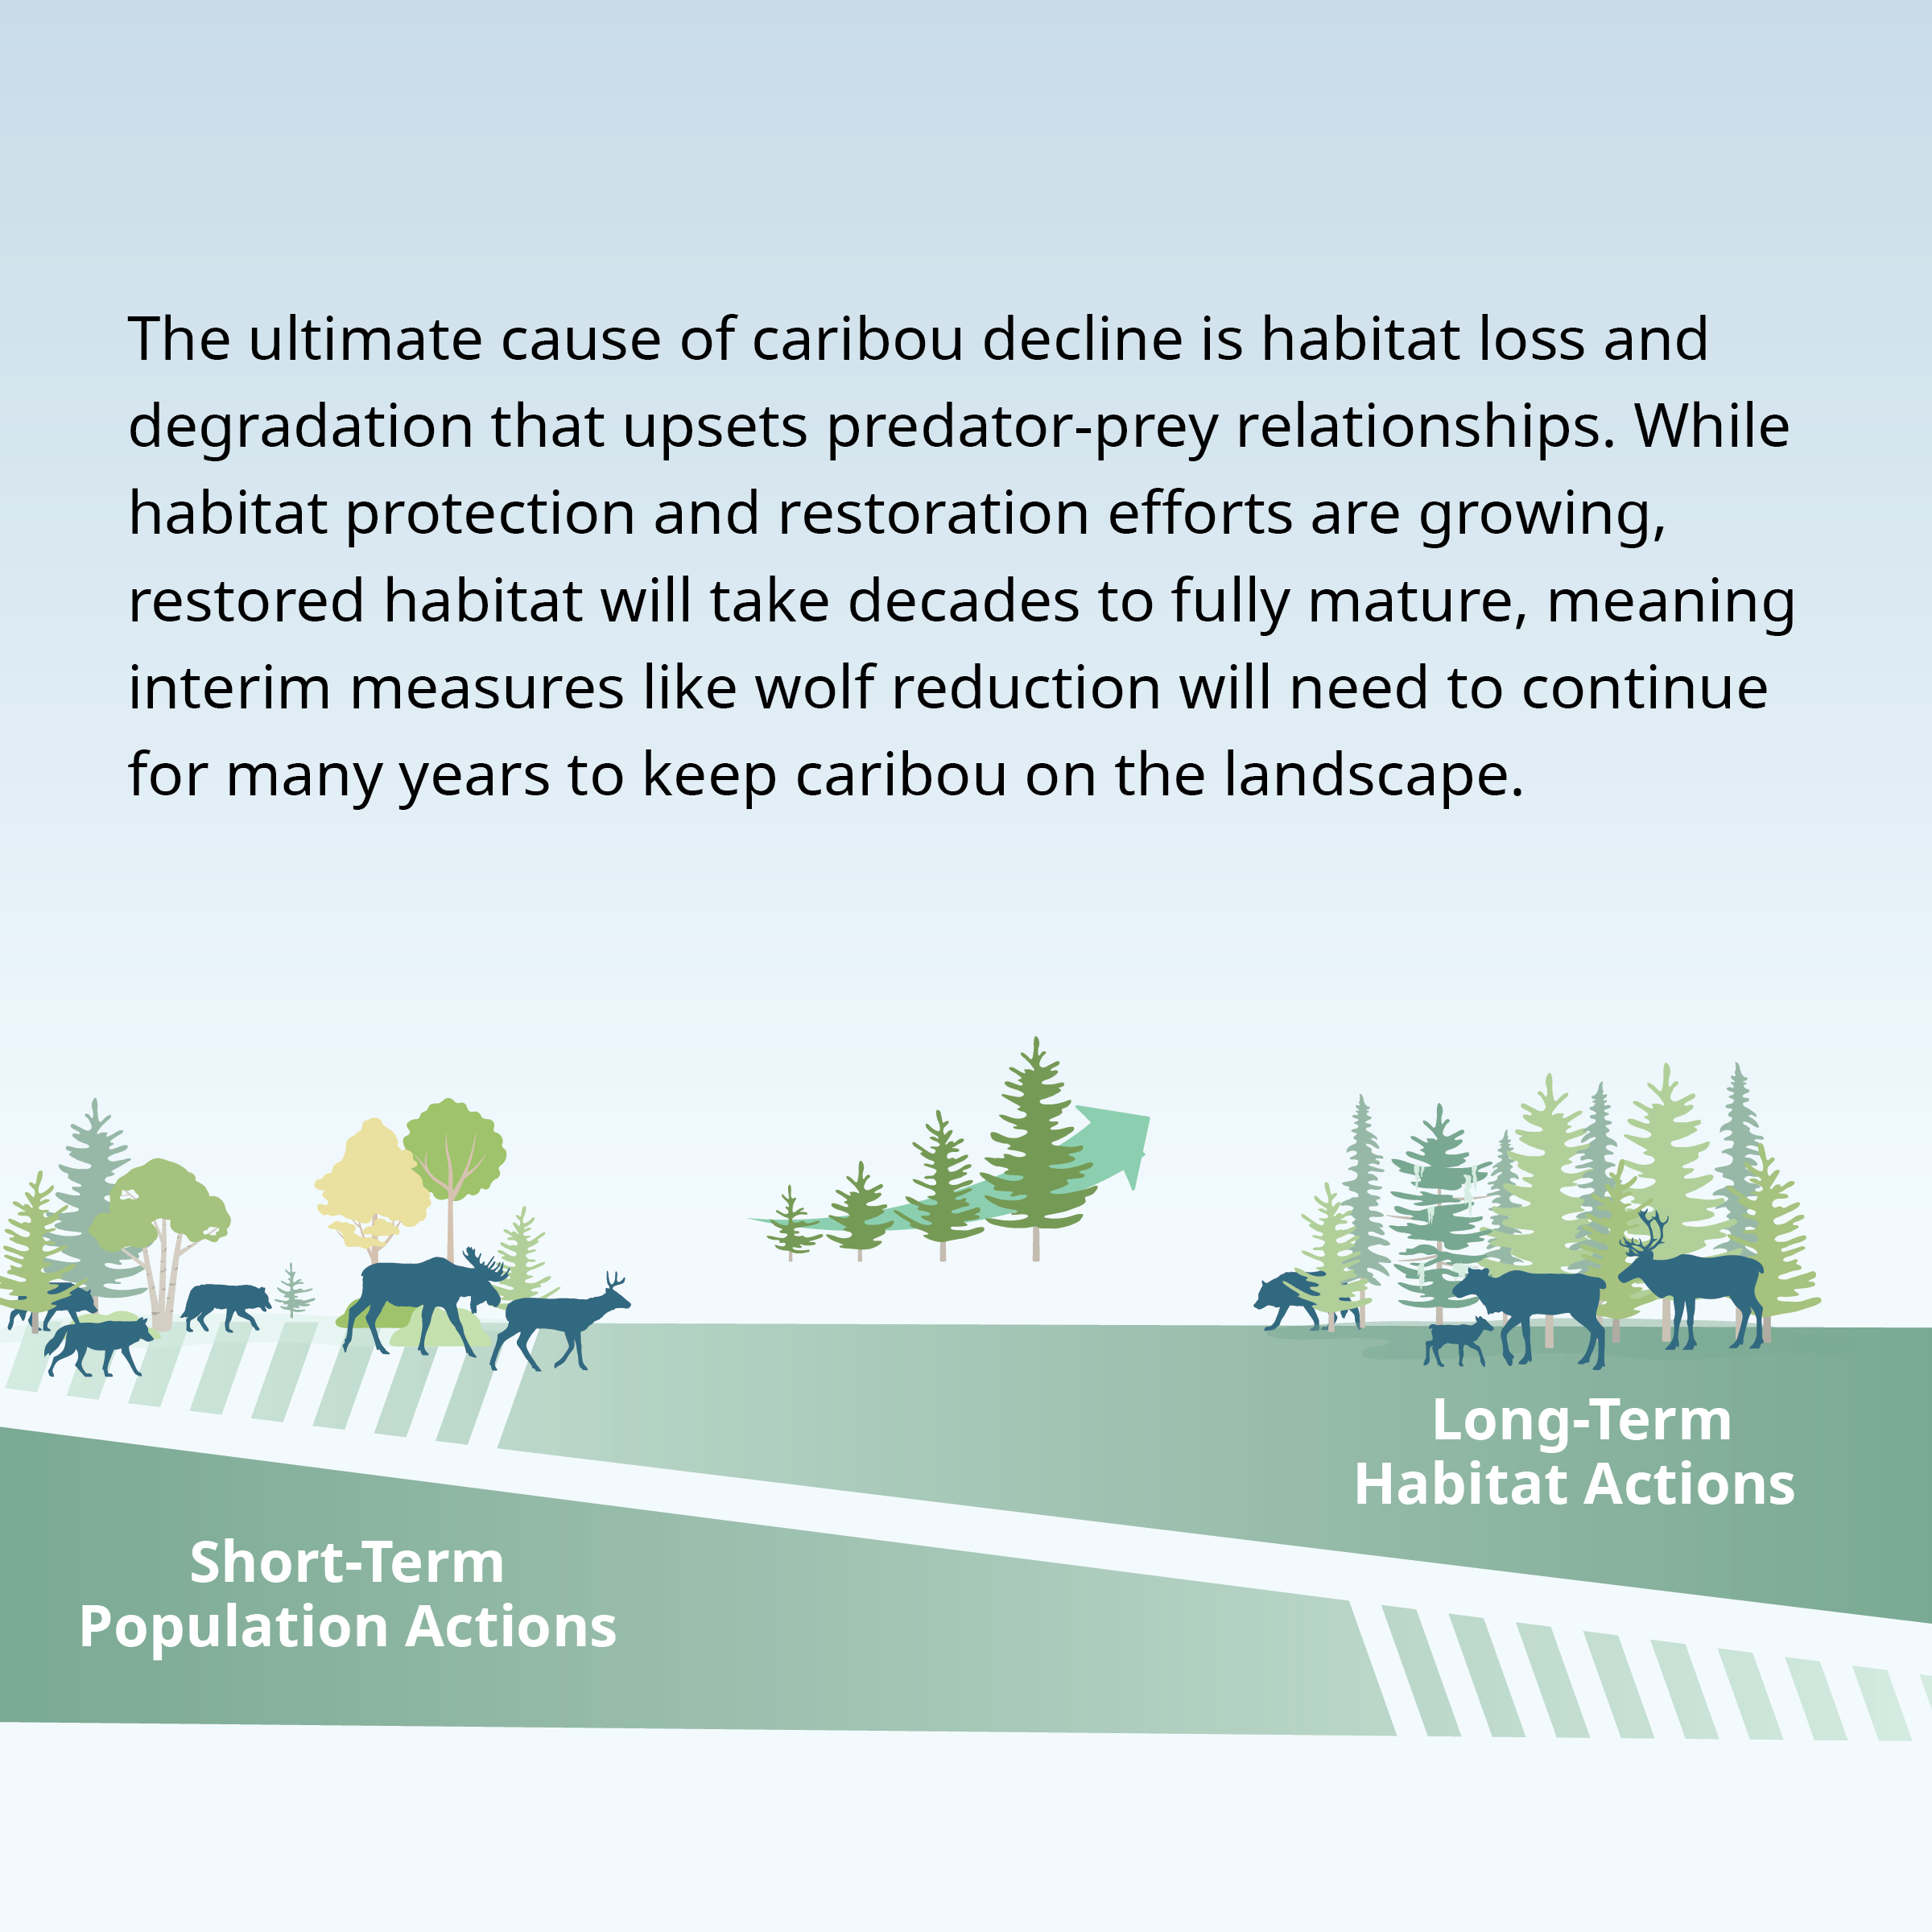 The ultimate cause of caribou decline is habitat loss and
degradation that upsets predator-prey relationships. While
habitat protection and restoration efforts are growing,
restored habitat will take decades to fully mature, meaning
interim measures like wolf reduction will need to continue
for many years to keep caribou on the landscape.
Long-Term
Habitat Actions
Short-Term
Population Actions